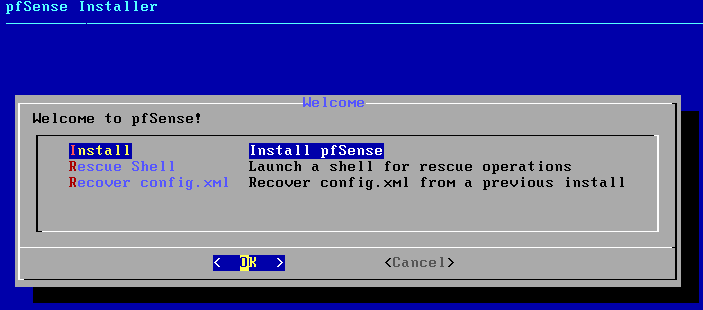 pfSense Installer
Welcome
Welcome to pfSense!
Install Install pfSense
Rescue Shell Launch a shell for rescue operations
Recover config.xml Recover config.xml from a previous install
< OK > <Cancel>